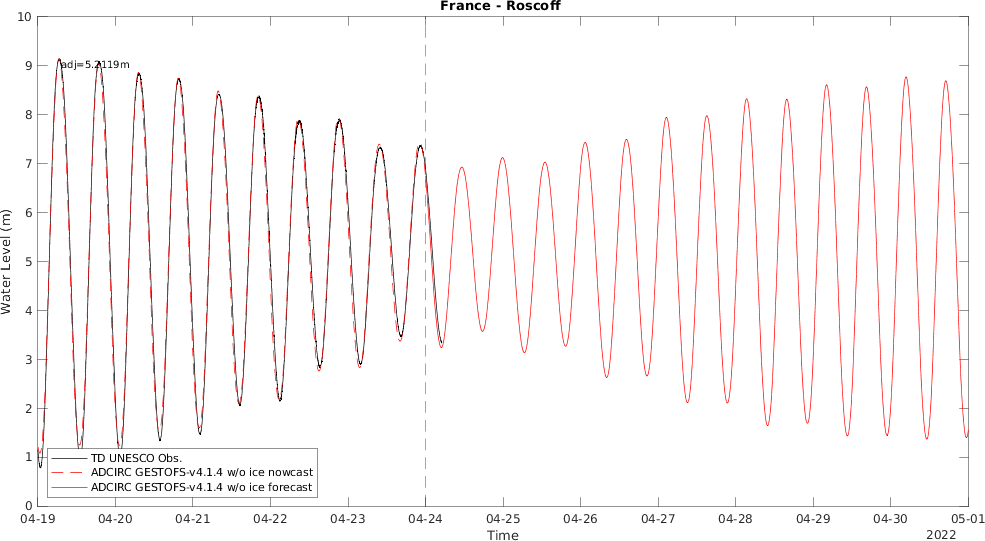 France - Roscoff
10
9
8
7
6
5
4
3
2
1
0
Water Level (m)
adj=5.2119m
TD UNESCO Obs.
ADCIRC GESTOFS-v4.1.4 w/o ice nowcast
ADCIRC GESTOFS-v4.1.4 w/o ice forecast
04-19 04-20 04-21 04-22 04-23 04-24 04-25 04-26 04-27 04-28 04-29 04-30 05-01
Time
2022